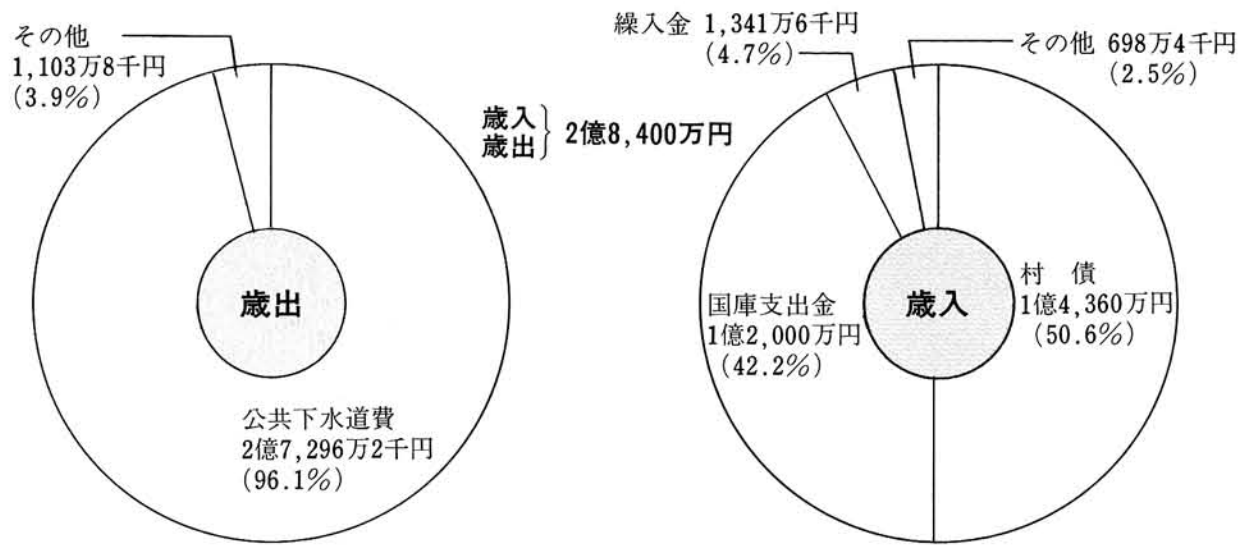 その他
1,103万8千円
(3.9%)
歳出
公共下水道費
2億7,296万2千円
(96.1%)
歳入
歳出} 2億8,400万円
繰入金 1,341万6千円
(4.7%)
その他 698万4千円
(2.5%)
国庫支出金
1億2,000万円
(42.2%)
歳入
村 債
1億4,360万円
(50.6%)